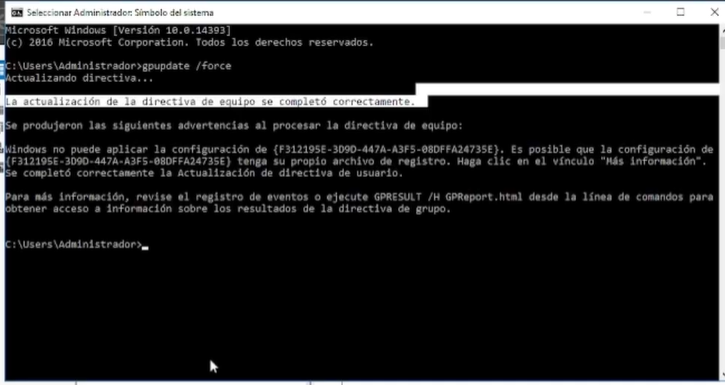 Seleccionar Administrador: Símbolo del sistema
Microsoft Windows [Versión 10.0.14393]
(c) 2016 Microsoft Corporation. Todos los derechos reservados.
C:\Users\Administrador>gpupdate /force
Actualizando directiva...
La actualización de la directiva de equipo se completó correctamente.
Se produjeron las siguientes advertencias al procesar la directiva de equipo:
Windows no puede aplicar la configuración de {F312195E-3D9D-447A-A3F5-08DFFA24735E}. Es posible que la configuración de
{F312195E-3D9D-447A-A3F5-08DFFA24735E} tenga su propio archivo de registro. Haga clic en el vínculo "Más información".
Se completó correctamente la Actualización de directiva de usuario.
Para más información, revise el registro de eventos o ejecute GPRESULT /H GPReport.html desde la línea de comandos para
obtener acceso a información sobre los resultados de la directiva de grupo.
C:\Users\Administrador>